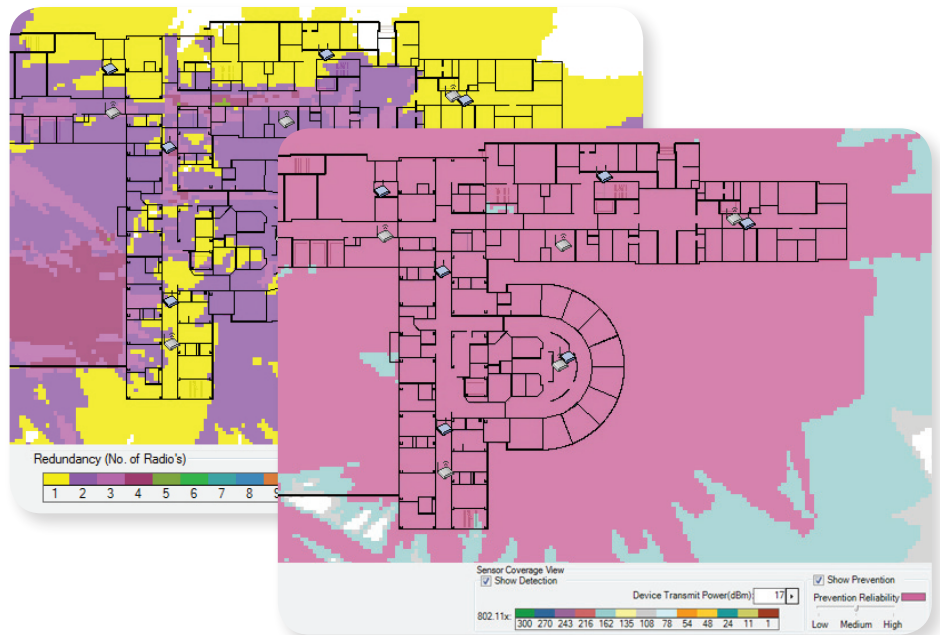 Redundancy (No. of Radio's)
1 2 3 4 5 6 7 8
Sensor Coverage View
Show Detection
Show Prevention
Device Transmit Power(dBm): 17
Prevention Reliability
802.11x:
300 270 243 216 162 135 108 78 54 48 24 11 1
Low Medium High